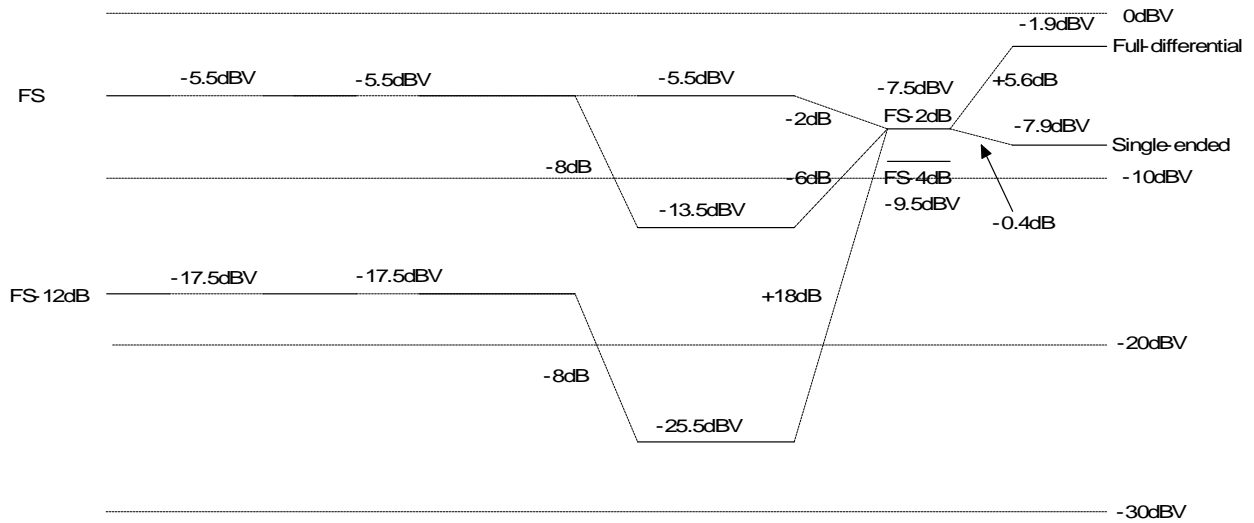 0dBV
-1.9dBV
Full-differential
-5.5dBV -5.5dBV -5.5dBV
+5.6dB
-7.5dBV
FS
FS-2dB
-2dB
-7.9dBV
Single-ended
-8dB
-6dB
FS-4dB
-10dBV
-13.5dBV
-9.5dBV
-0.4dB
-17.5dBV -17.5dBV
FS-12dB
+18dB
-20dBV
-8dB
-25.5dBV
-30dBV